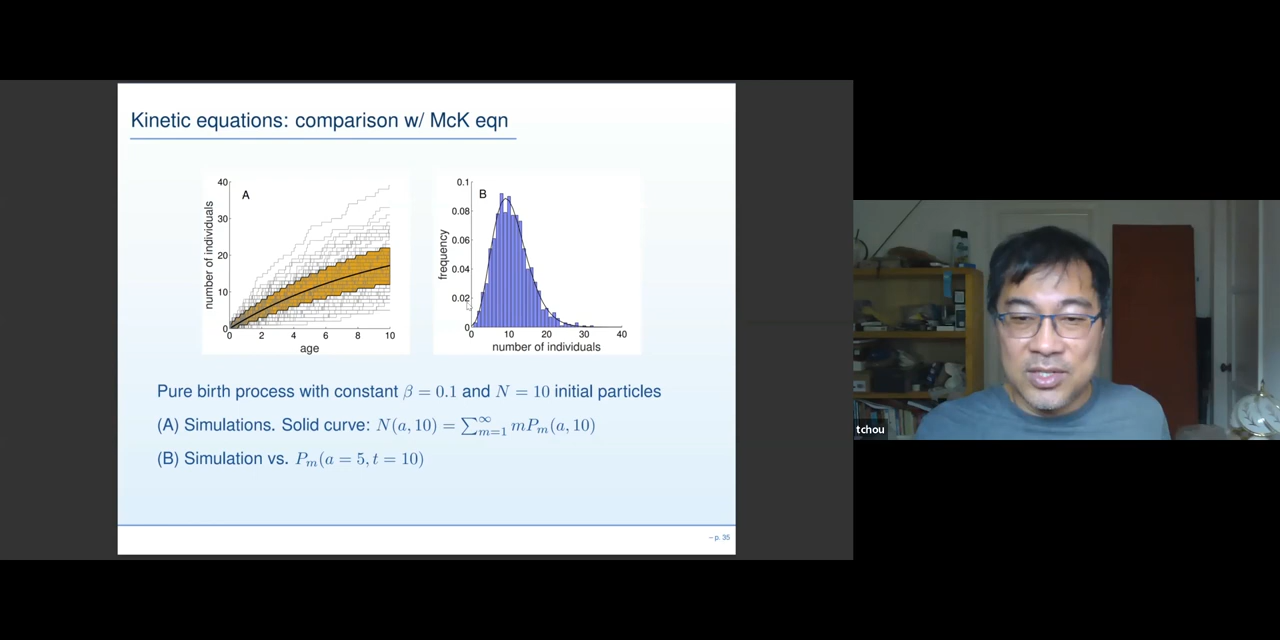 Kinetic equations: comparison w/ McK eqn
A
number of individuals
40
30
20
10
0
0 2 4 6 8 10
age
B
frequency
0.1
0.08
0.06
0.04
0.02
0
0 10 20 30 40
number of individuals
Pure birth process with constant β = 0.1 and N = 10 initial particles
(A) Simulations. Solid curve: N(a, 10) = ∑_{m=1}^{∞} mP_m(a, 10)
(B) Simulation vs. P_m(a = 5, t = 10)
– p. 35
tchou